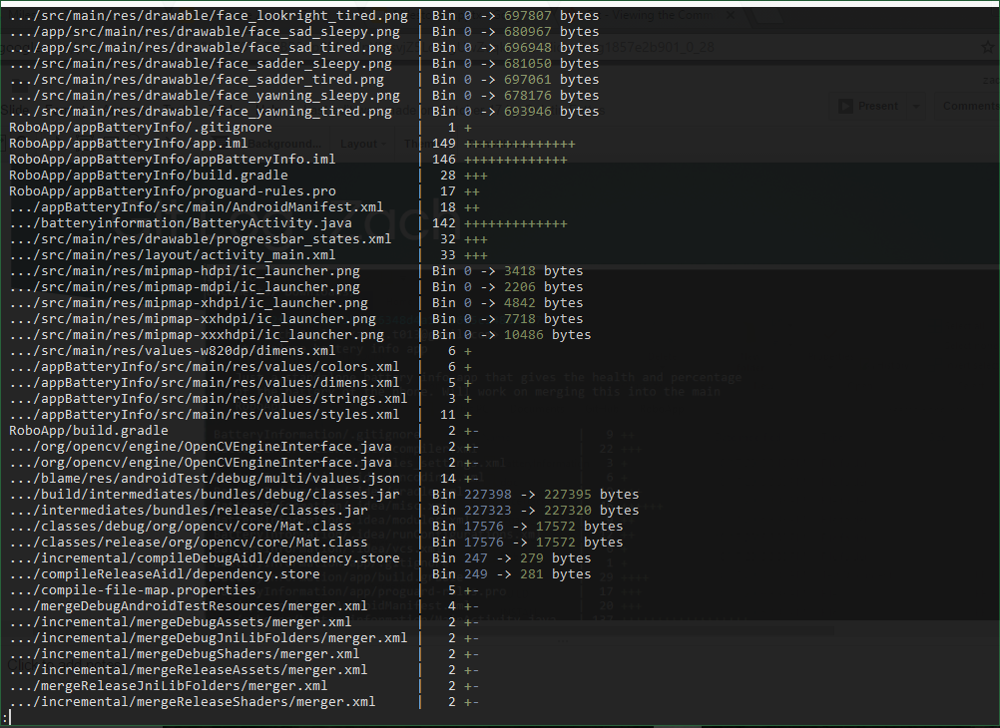 .../src/main/res/drawable/face_lookright_tired.png | Bin 0 -> 697807 bytes
.../app/src/main/res/drawable/face_sad_sleepy.png | Bin 0 -> 680967 bytes
.../app/src/main/res/drawable/face_sad_tired.png | Bin 0 -> 696948 bytes
.../src/main/res/drawable/face_sadder_sleepy.png | Bin 0 -> 681050 bytes
.../src/main/res/drawable/face_sadder_tired.png | Bin 0 -> 697061 bytes
.../src/main/res/drawable/face_yawning_sleepy.png | Bin 0 -> 678176 bytes
.../src/main/res/drawable/face_yawning_tired.png | Bin 0 -> 693946 bytes
RoboApp/appBatteryInfo/.gitignore | 1 +
RoboApp/appBatteryInfo/app.iml | 149 ++++++++++++++
RoboApp/appBatteryInfo/appBatteryInfo.iml | 146 +++++++++++++
RoboApp/appBatteryInfo/build.gradle | 28 +++
RoboApp/appBatteryInfo/proguard-rules.pro | 17 ++
.../appBatteryInfo/src/main/AndroidManifest.xml | 18 ++
.../batteryinformation/BatteryActivity.java | 142 +++++++++++++
.../src/main/res/drawable/progressbar_states.xml | 32 +++
.../src/main/res/layout/activity_main.xml | 33 +++
.../src/main/res/mipmap-hdpi/ic_launcher.png | Bin 0 -> 3418 bytes
.../src/main/res/mipmap-mdpi/ic_launcher.png | Bin 0 -> 2206 bytes
.../src/main/res/mipmap-xhdpi/ic_launcher.png | Bin 0 -> 4842 bytes
.../src/main/res/mipmap-xxhdpi/ic_launcher.png | Bin 0 -> 7718 bytes
.../src/main/res/mipmap-xxxhdpi/ic_launcher.png | Bin 0 -> 10486 bytes
.../src/main/res/values-w820dp/dimens.xml | 6 +
.../appBatteryInfo/src/main/res/values/colors.xml | 6 +
.../appBatteryInfo/src/main/res/values/dimens.xml | 5 +
.../appBatteryInfo/src/main/res/values/strings.xml | 3 +
.../appBatteryInfo/src/main/res/values/styles.xml | 11 +
RoboApp/build.gradle | 2 +-
.../org/opencv/engine/OpenCVEngineInterface.java | 2 +-
.../org/opencv/engine/OpenCVEngineInterface.java | 2 +-
.../blame/res/androidTest/debug/multi/values.json | 14 +-
.../build/intermediates/bundles/debug/classes.jar | Bin 227398 -> 227395 bytes
.../intermediates/bundles/release/classes.jar | Bin 227323 -> 227320 bytes
.../classes/debug/org/opencv/core/Mat.class | Bin 17576 -> 17572 bytes
.../classes/release/org/opencv/core/Mat.class | Bin 17576 -> 17572 bytes
.../incremental/compileDebugAidl/dependency.store | Bin 247 -> 279 bytes
.../compileReleaseAidl/dependency.store | Bin 249 -> 281 bytes
.../compile-file-map.properties | 5 +-
.../mergeDebugAndroidTestResources/merger.xml | 4 +-
.../incremental/mergeDebugAssets/merger.xml | 2 +-
.../incremental/mergeDebugJniLibFolders/merger.xml | 2 +-
.../incremental/mergeDebugShaders/merger.xml | 2 +-
.../incremental/mergeReleaseAssets/merger.xml | 2 +-
.../mergeReleaseJniLibFolders/merger.xml | 2 +-
.../incremental/mergeReleaseShaders/merger.xml | 2 +-
: